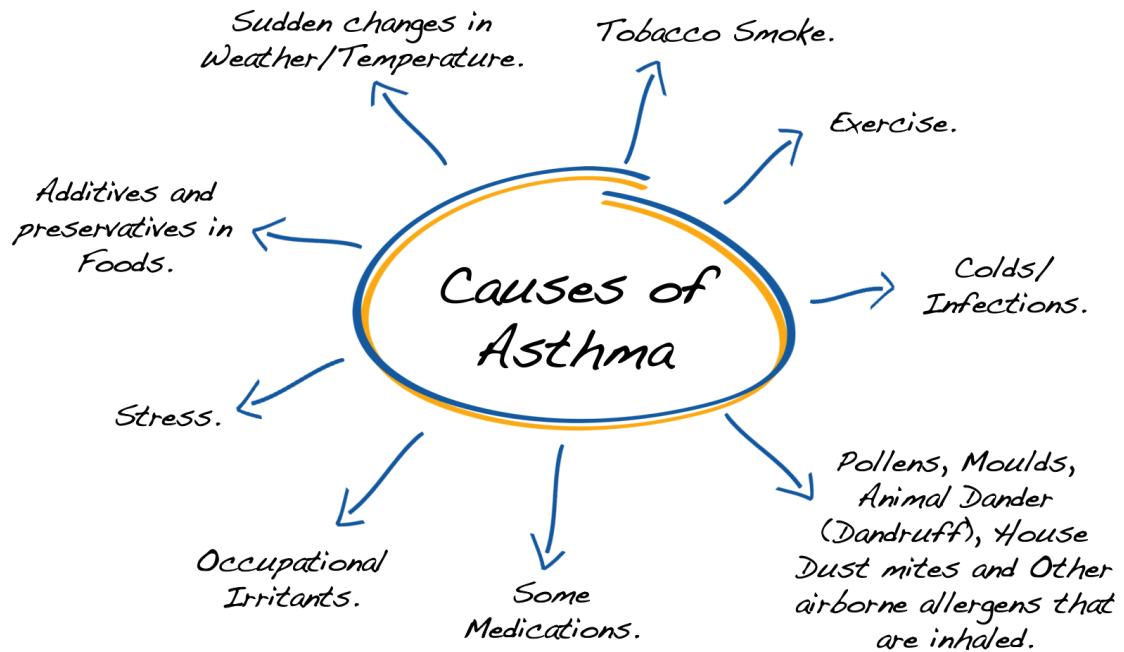 Sudden changes in
Weather/Temperature.
Tobacco Smoke.
Exercise.
Additives and
preservatives in
Foods.
Causes of
Asthma
Colds/
Infections.
Stress.
Pollens, Moulds,
Animal Dander
(Dandruff), House
Dust mites and Other
airborne allergens that
are inhaled.
Occupational
Irritants.
Some
Medications.